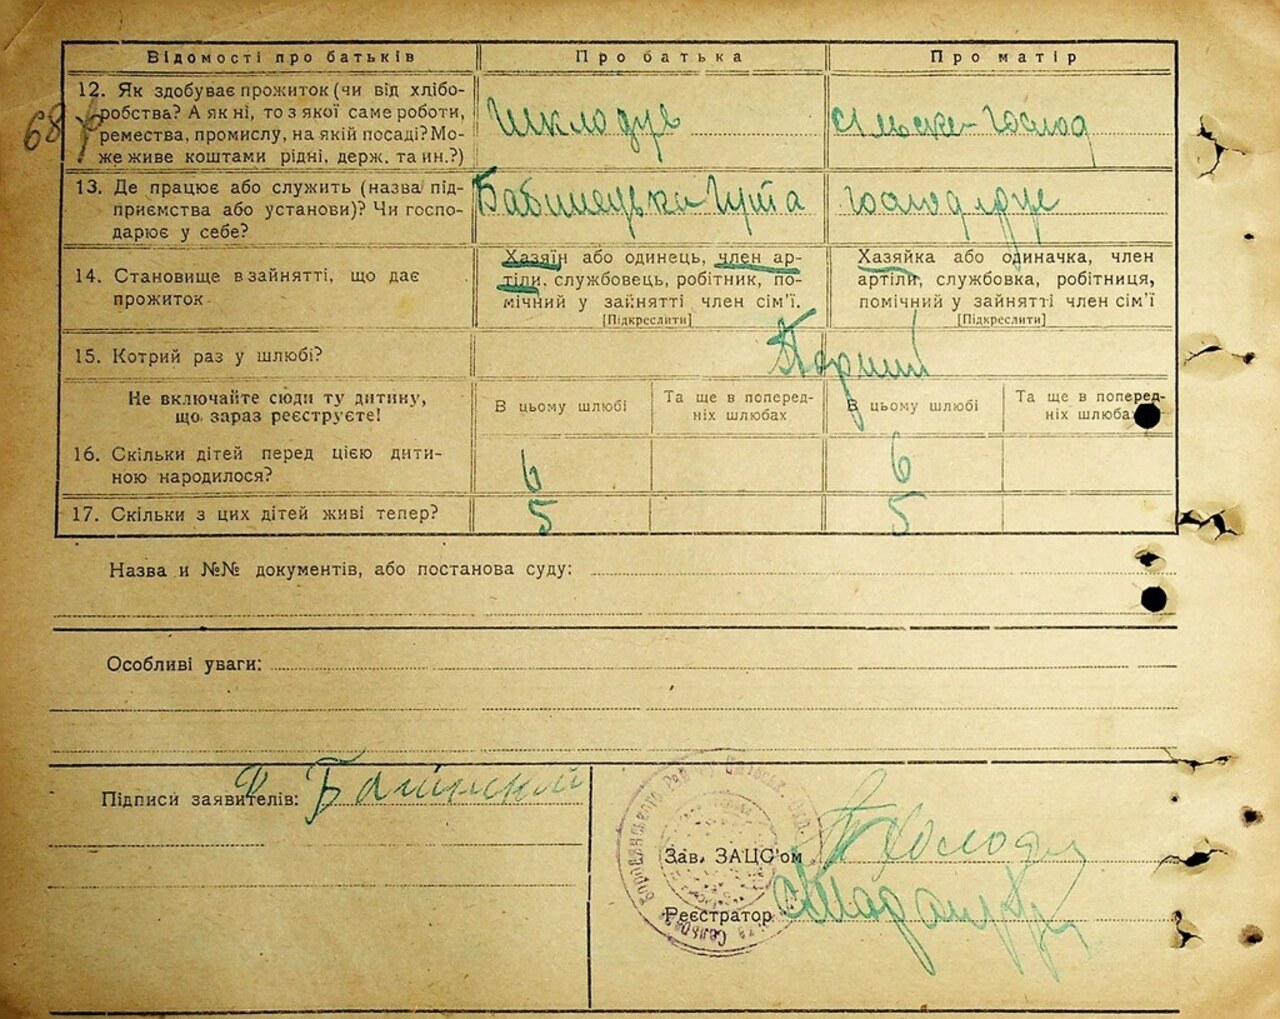 Відомості про батьків
Про батька
Про матір
68
12. Як здобуває прожиток (чи від хлібо-
робства? А як ні, то з якої саме роботи,
ремества, промислу, на якій посаді? Мо-
же живе коштами рідні, держ. та ин.?)
Шклодув
сільське-господ
13. Де працює або служить (назва під-
приємства або установи)? Чи госпо-
дарює у себе?
Бабинецька Гута
14. Становище в зайнятті, що дає
прожиток
Хазяїн або одинець, член ар-
тіли, службовець, робітник, по-
мічний у зайнятті член сім'ї.
[Підкреслити]
Хазяйка або одиначка, член
артіли, службовка, робітниця,
помічний у зайнятті член сім'ї
[Підкреслити]
15. Котрий раз у шлюбі?
Перший
Не включайте сюди ту дитину,
що зараз реєструєте!
В цьому шлюбі
Та ще в поперед-
ніх шлюбах
В цьому шлюбі
Та ще в поперед-
ніх шлюбах
16. Скільки дітей перед цією дити-
ною народилося?
6
6
17. Скільки з цих дітей живі тепер?
5
5
Назва и №№ документів, або постанова суду:
Особливі уваги:
Підписи заявителів:
Зав. ЗАЦС'ом
Реєстратор